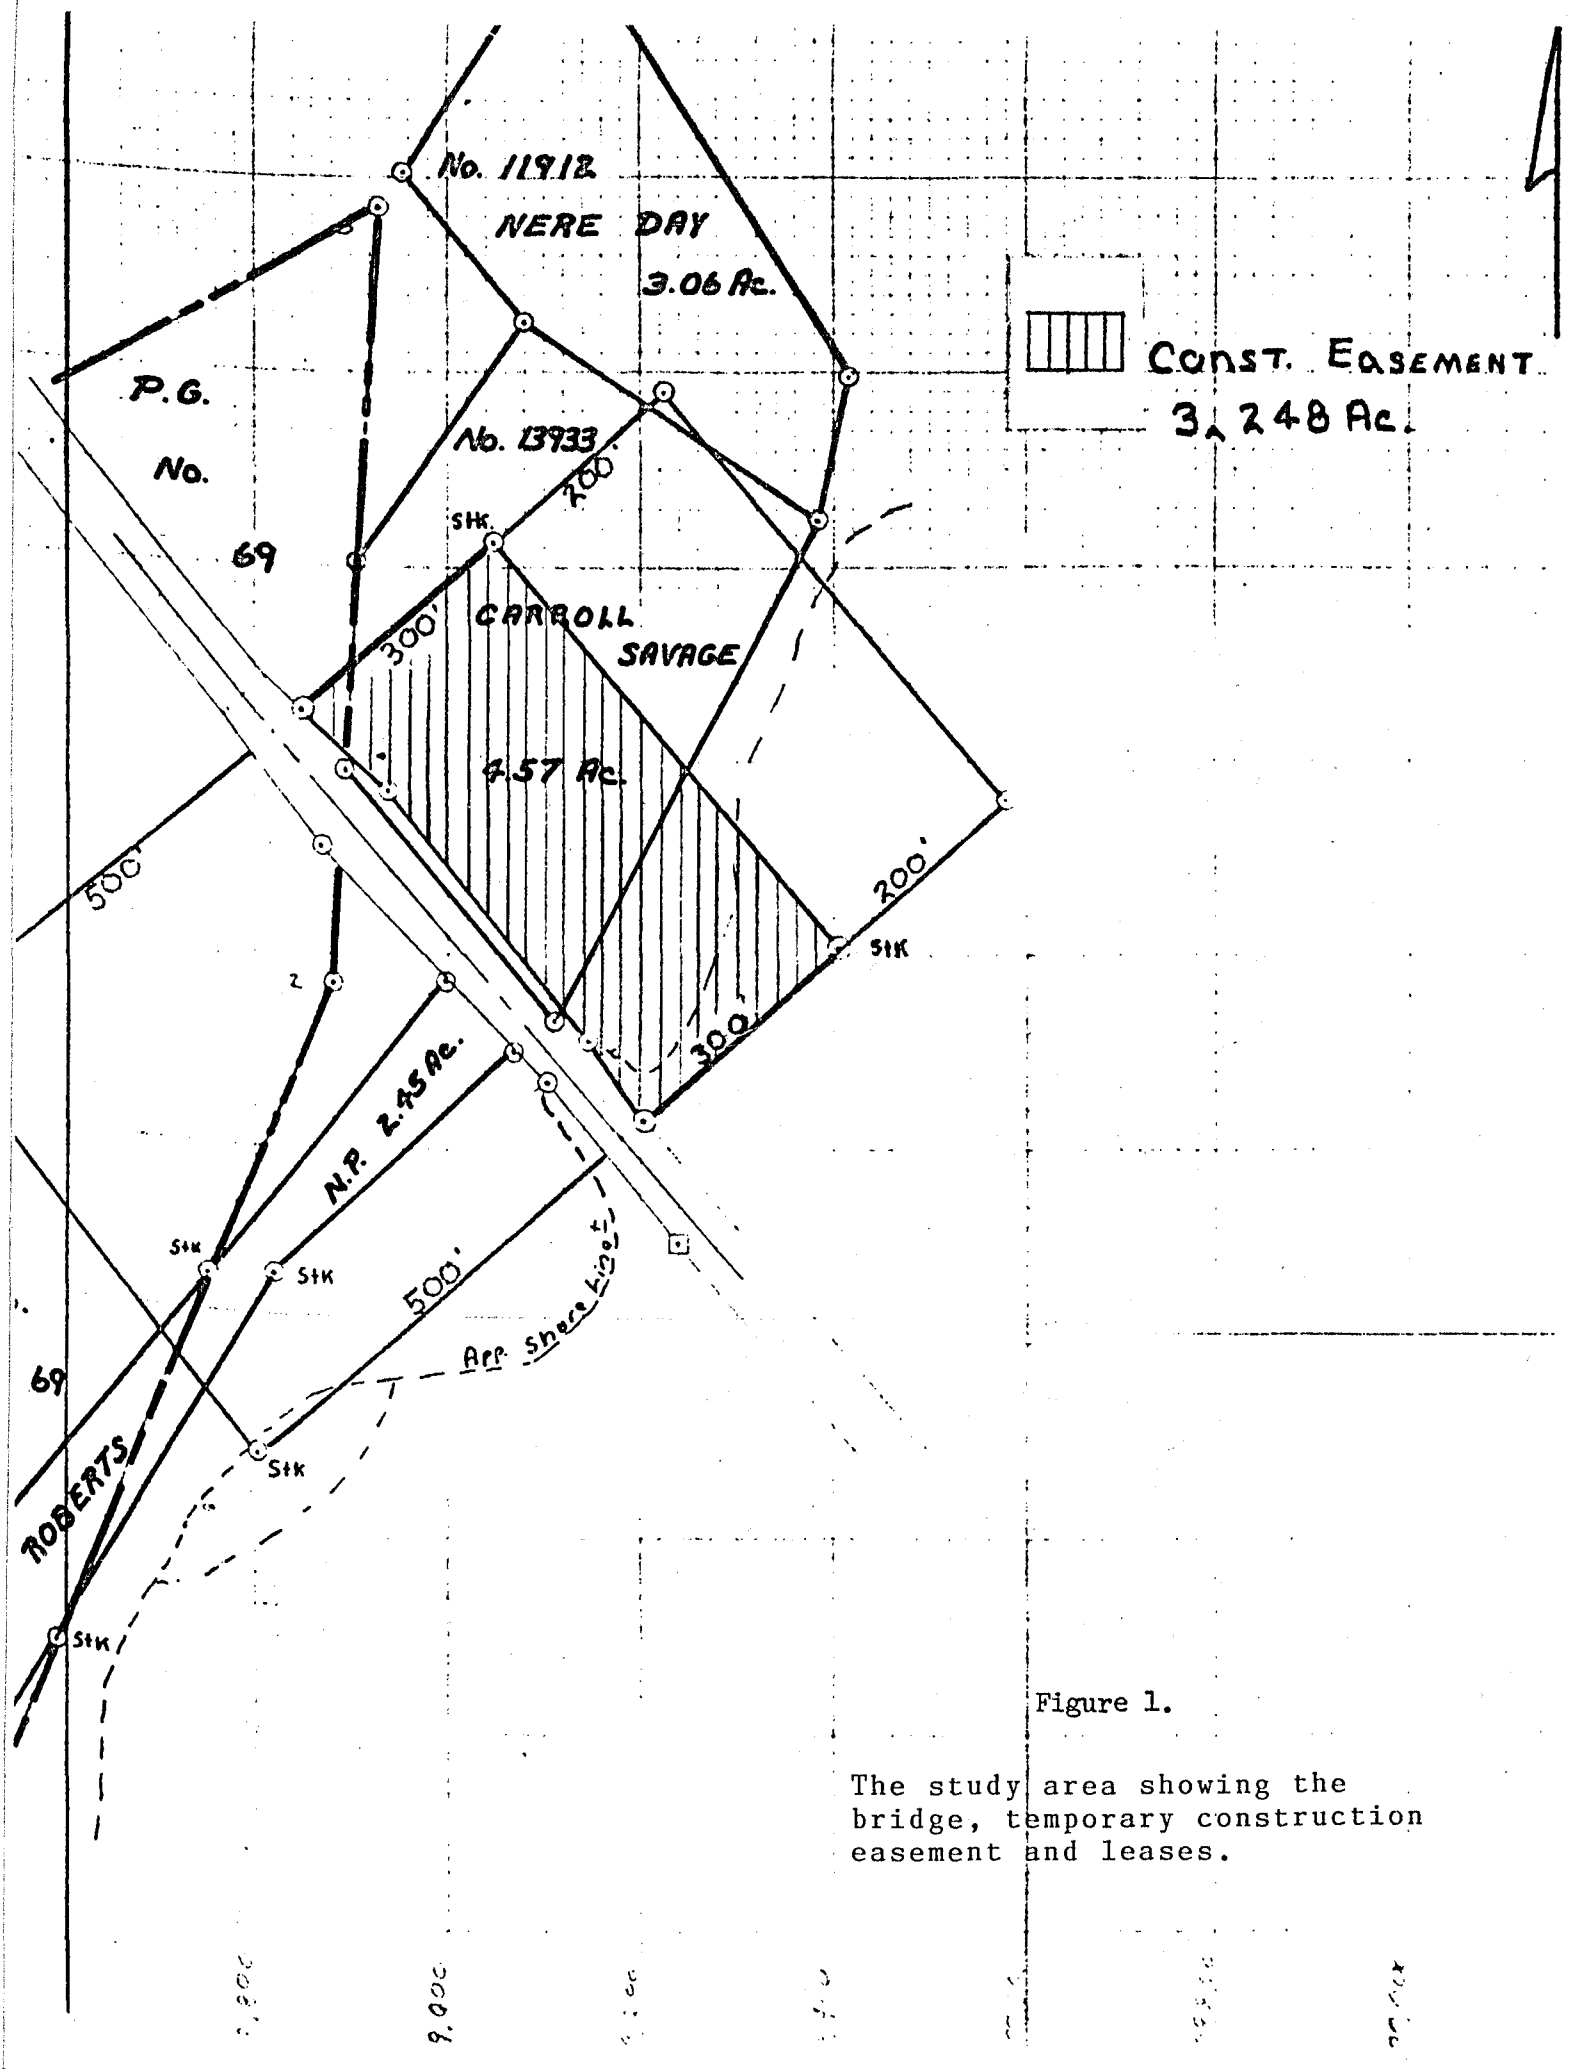 No. 11912
NERE DAY
3.06 Ac.
CONST. EASEMENT
3.248 Ac.
P.G.
No.
69
No. 13933
200'
Stk.
300'
CARROLL
SAVAGE
4.57 Ac.
500'
200'
Stk
300'
2
N.P. 2.45 Ac.
Stk
Stk
500'
App. Shore Line ±
69
ROBERTS
Stk
Stk
Figure 1.
The study area showing the
bridge, temporary construction
easement and leases.
9,000